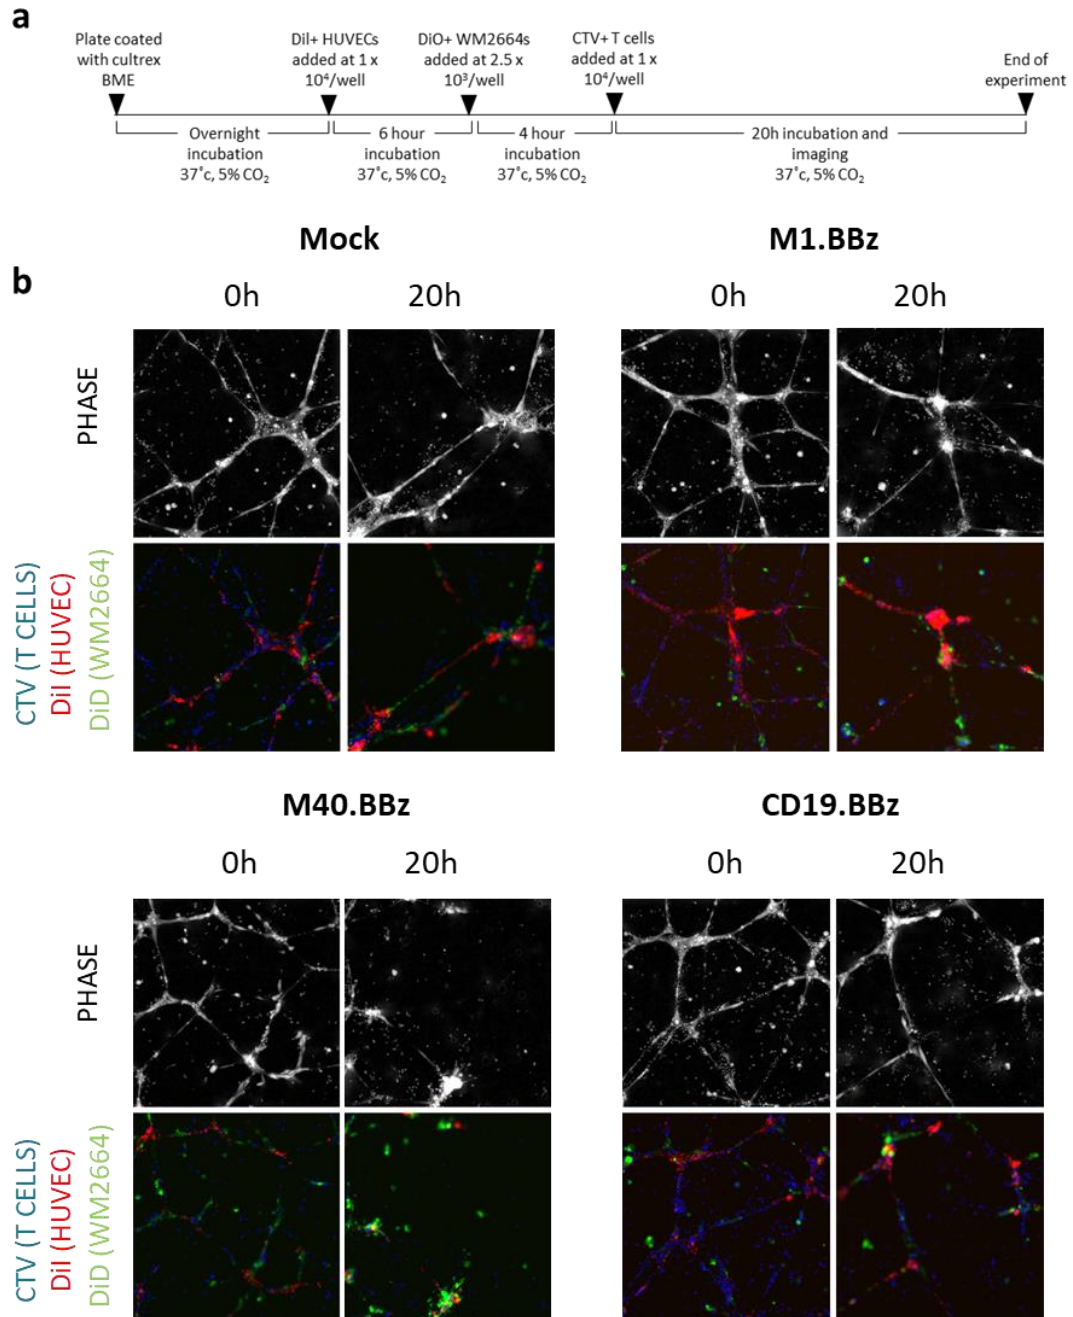 a
Plate coated
with cultrex
BME
DiI+ HUVECs
added at 1 x
10⁴/well
DiO+ WM2664s
added at 2.5 x
10³/well
CTV+ T cells
added at 1 x
10⁴/well
End of
experiment
Overnight
incubation
37˚c, 5% CO₂
6 hour
incubation
37˚c, 5% CO₂
4 hour
incubation
37˚c, 5% CO₂
20h incubation and
imaging
37˚c, 5% CO₂
b
Mock
0h
20h
M1.BBz
0h
20h
PHASE
CTV (T CELLS)
DiI (HUVEC)
DiD (WM2664)
M40.BBz
0h
20h
CD19.BBz
0h
20h
PHASE
CTV (T CELLS)
DiI (HUVEC)
DiD (WM2664)